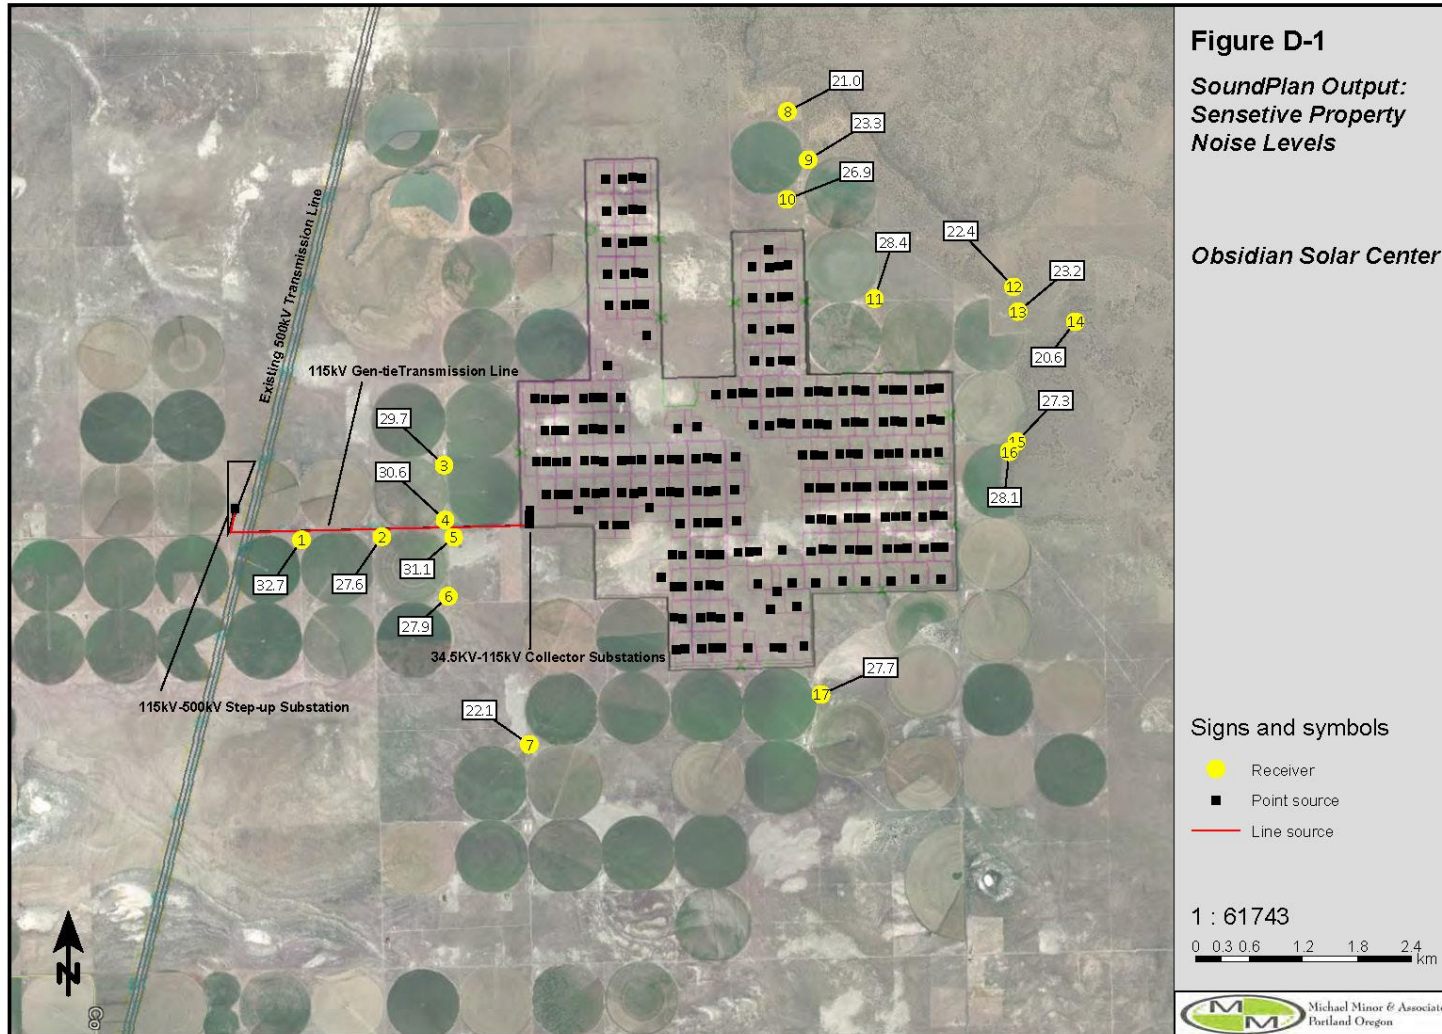 Figure D-1
SoundPlan Output:
Sensetive Property
Noise Levels
Obsidian Solar Center
21.0
8
23.3
9
26.9
10
28.4
11
22.4
12
23.2
13
14
20.6
Existing 500kV Transmission Line
115kV Gen-tieTransmission Line
29.7
3
30.6
4
27.3
15
16
28.1
1
2
5
32.7
27.6
31.1
6
27.9
34.5KV-115kV Collector Substations
115kV-500kV Step-up Substation
27.7
17
22.1
7
N
Signs and symbols
Receiver
Point source
Line source
1 : 61743
0 0.3 0.6 1.2 1.8 2.4
km
M M
Michael Minor & Associate
Portland Oregon